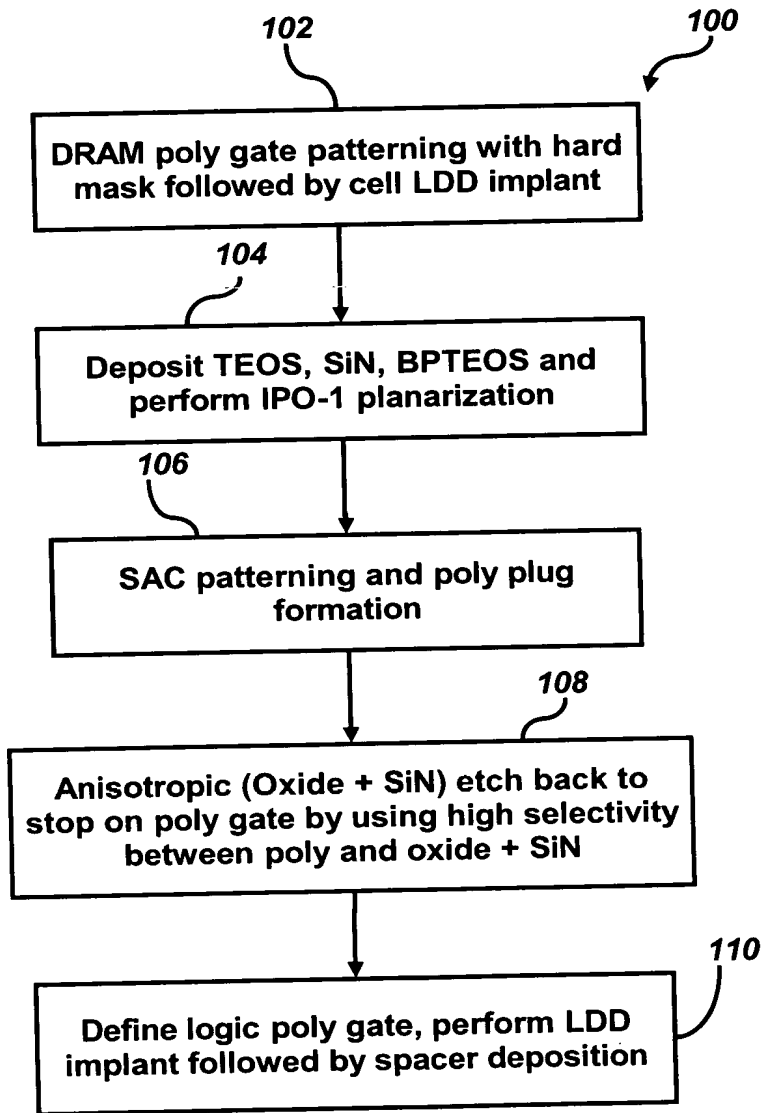 102
100
DRAM poly gate patterning with hard
mask followed by cell LDD implant
104
Deposit TEOS, SiN, BPTEOS and
perform IPO-1 planarization
106
SAC patterning and poly plug
formation
108
Anisotropic (Oxide + SiN) etch back to
stop on poly gate by using high selectivity
between poly and oxide + SiN
110
Define logic poly gate, perform LDD
implant followed by spacer deposition